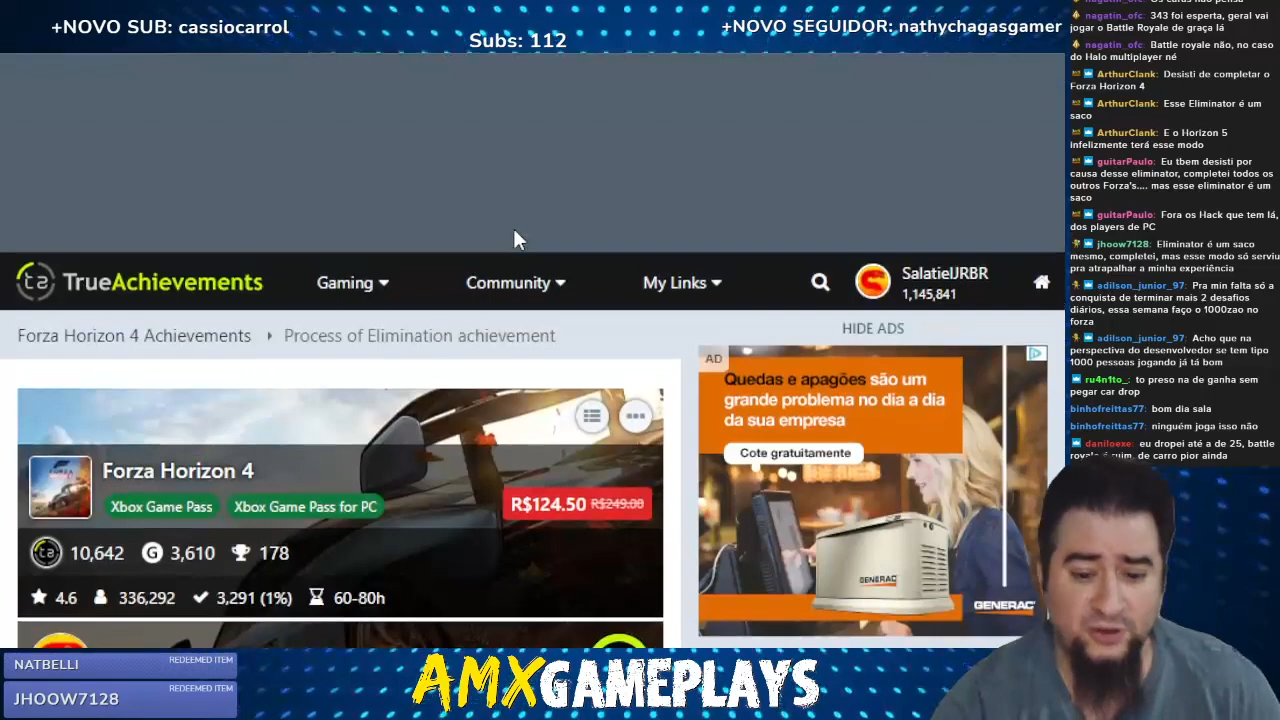 +NOVO SUB: cassiocarrol
Subs: 112
+NOVO SEGUIDOR: nathychagasgamer
TrueAchievements
Gaming
Community
My Links
SalatielJRBR
1,145,841
Forza Horizon 4 Achievements
Process of Elimination achievement
HIDE ADS
Forza Horizon 4
Xbox Game Pass
Xbox Game Pass for PC
R$124.50 R$249.00
10,642
G 3,610
178
4.6
336,292
3,291 (1%)
60-80h
AD
Quedas e apagões são um
grande problema no dia a dia
da sua empresa
Cote gratuitamente
GENERAC
GENERAC
NATBELLI
REDEEMED ITEM
JHOOW7128
REDEEMED ITEM
AMXGAMEPLAYS
nagatin_ofc: 343 foi esperta, geral vai
jogar o Battle Royale de graça lá
nagatin_ofc: Battle royale não, no caso
do Halo multiplayer né
ArthurClank: Desisti de completar o
Forza Horizon 4
ArthurClank: Esse Eliminator é um
saco
ArthurClank: E o Horizon 5
infelizmente terá esse modo
guitarPaulo: Eu tbem desisti por
causa desse eliminator, completei todos os
outros Forza's.... mas esse eliminator é um
saco
guitarPaulo: Fora os Hack que tem lá,
dos players de PC
jhoow7128: Eliminator é um saco
mesmo, completei, mas esse modo só serviu
pra atrapalhar a minha experiência
adilson_junior_97: Pra mim falta só a
conquista de terminar mais 2 desafios
diários, essa semana faço o 1000zao no
forza
adilson_junior_97: Acho que na
perspectiva do desenvolvedor se tem tipo
1000 pessoas jogando já tá bom
ru4n1to_: to preso na de ganha sem
pegar car drop
binhofreittas77: bom dia sala
binhofreittas77: ninguém joga isso não
daniloexe: eu dropei até a de 25, battle
royale é ruim, de carro pior ainda